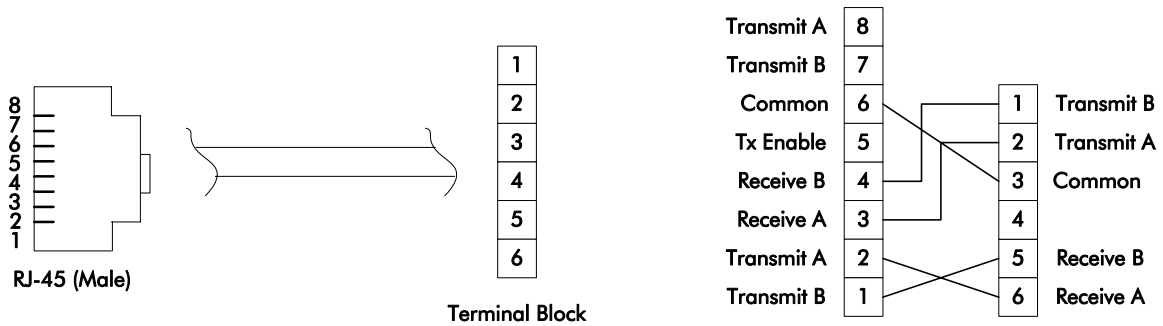 8
7
6
5
4
3
2
1
RJ-45 (Male)
1
2
3
4
5
6
Terminal Block
Transmit A 8
Transmit B 7
Common 6
Tx Enable 5
Receive B 4
Receive A 3
Transmit A 2
Transmit B 1
1 Transmit B
2 Transmit A
3 Common
4
5 Receive B
6 Receive A